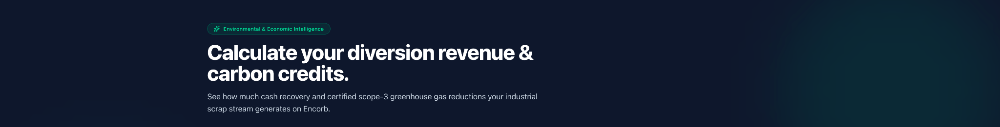 Environmental & Economic Intelligence
Calculate your diversion revenue &
carbon credits.
See how much cash recovery and certified scope-3 greenhouse gas reductions your industrial
scrap stream generates on Encorb.